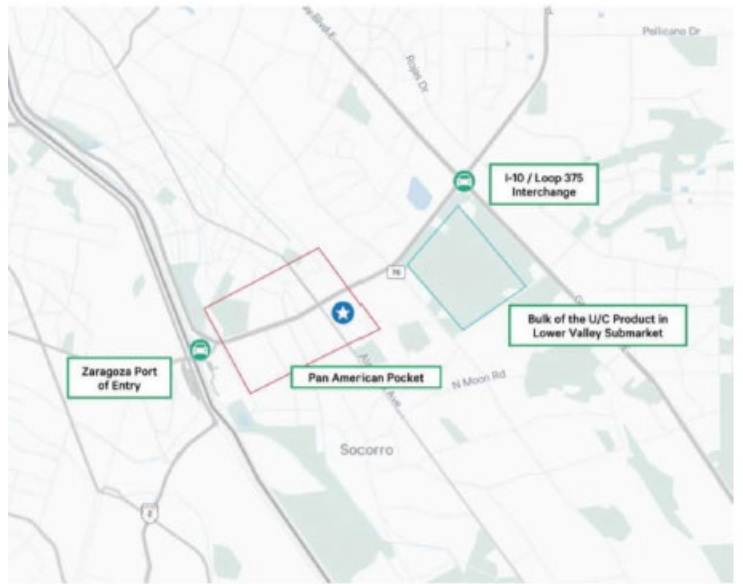 Pellicano Dr
Rojas Dr
I-10 / Loop 375
Interchange
76
Bulk of the U/C Product in
Lower Valley Submarket
Zaragoza Port
of Entry
Pan American Pocket
N Moon Rd
Socorro
2